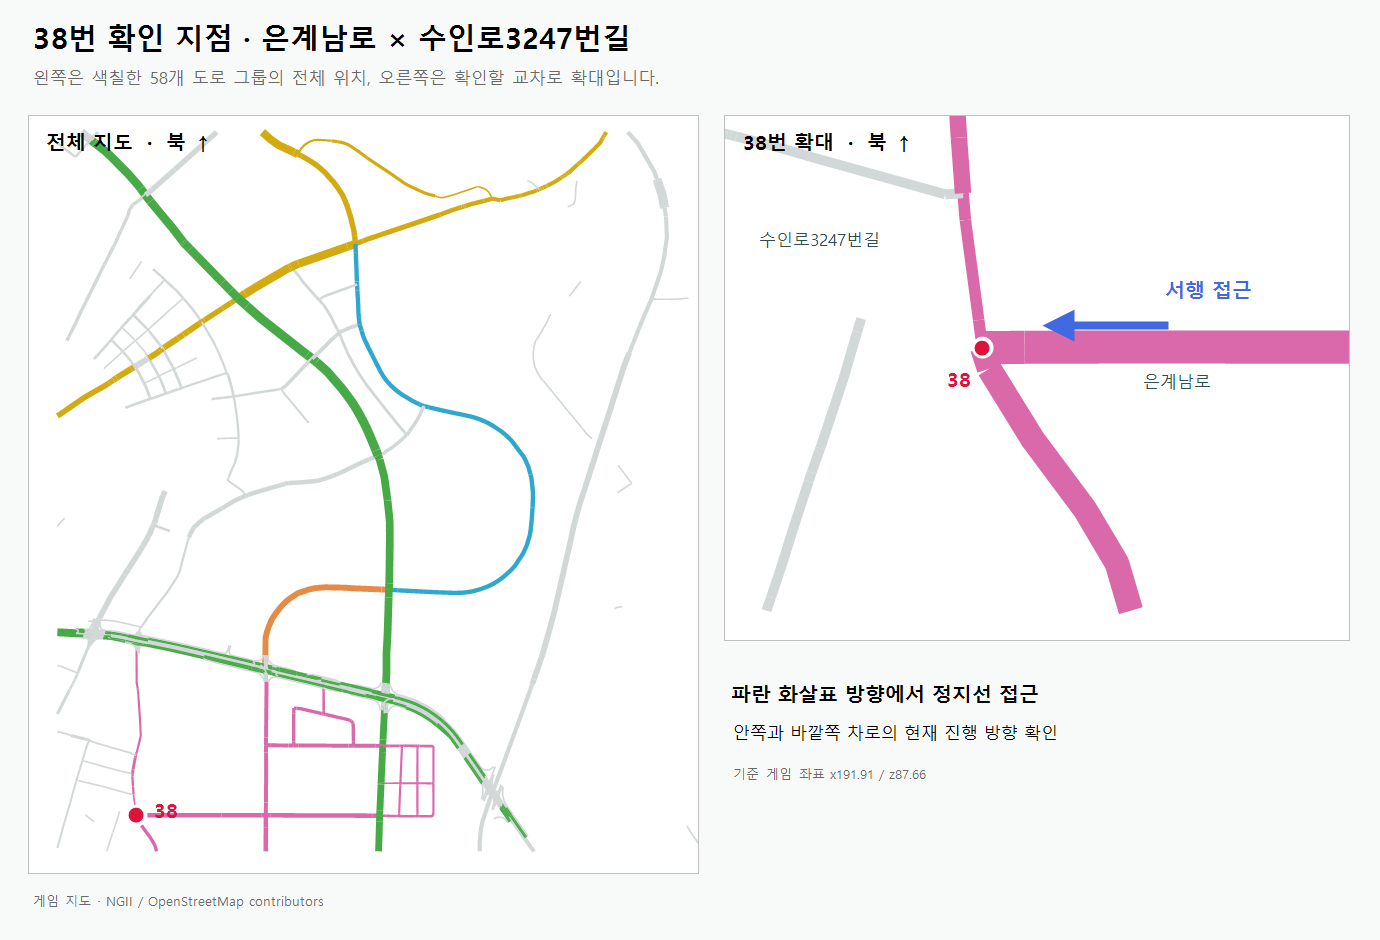 38번 확인 지점 · 은계남로 × 수인로3247번길
왼쪽은 색칠한 58개 도로 그룹의 전체 위치, 오른쪽은 확인할 교차로 확대입니다.
전체 지도 · 북 ↑
38
38번 확대 · 북 ↑
수인로3247번길
서행 접근
38
은계남로
파란 화살표 방향에서 정지선 접근
안쪽과 바깥쪽 차로의 현재 진행 방향 확인
기준 게임 좌표 x191.91 / z87.66
게임 지도 · NGII / OpenStreetMap contributors